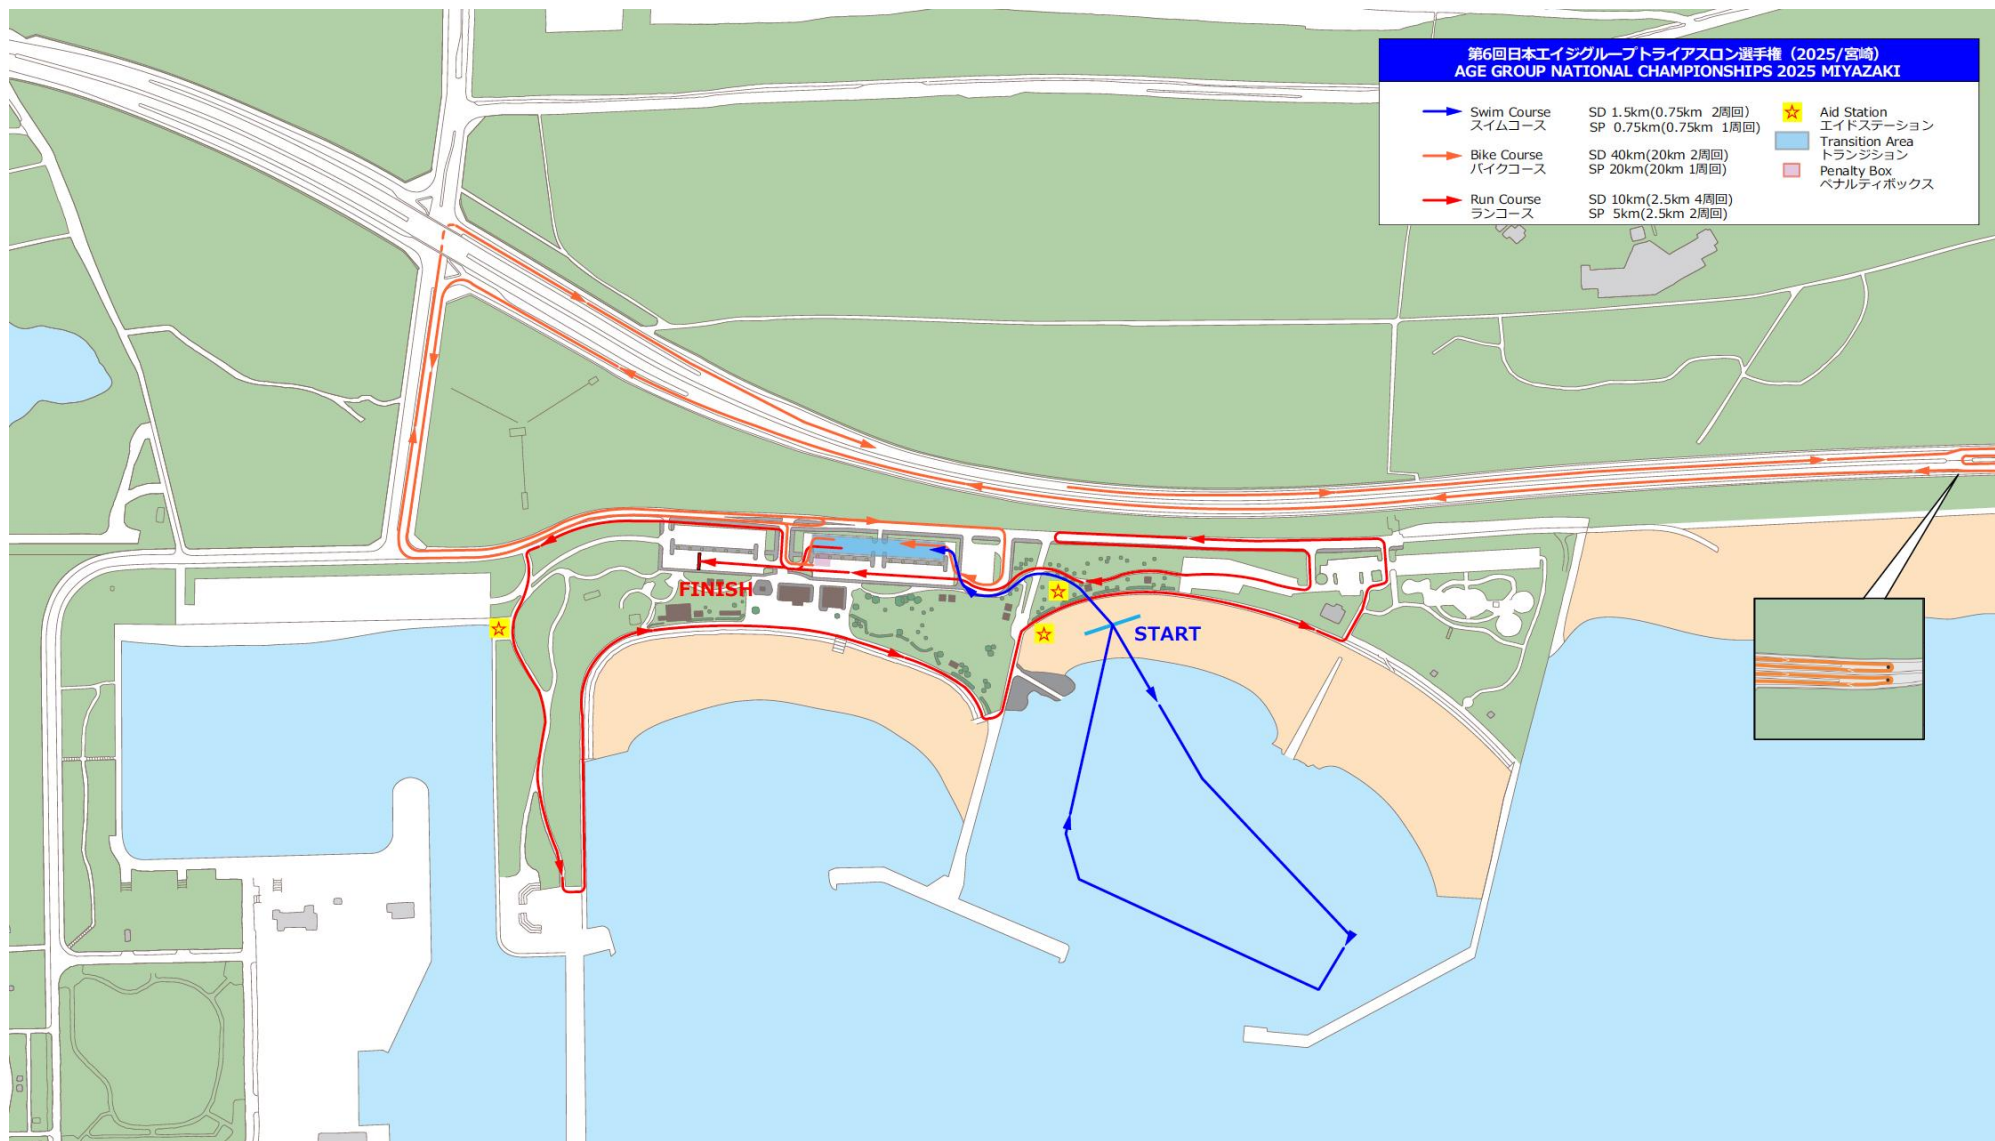 第6回日本エイジグループトライアスロン選手権（2025/宮崎）
AGE GROUP NATIONAL CHAMPIONSHIPS 2025 MIYAZAKI
Swim Course
スイムコース
SD 1.5km(0.75km 2周回)
SP 0.75km(0.75km 1周回)
Bike Course
バイクコース
SD 40km(20km 2周回)
SP 20km(20km 1周回)
Run Course
ランコース
SD 10km(2.5km 4周回)
SP 5km(2.5km 2周回)
Aid Station
エイドステーション
Transition Area
トランジション
Penalty Box
ペナルティボックス
FINISH
START